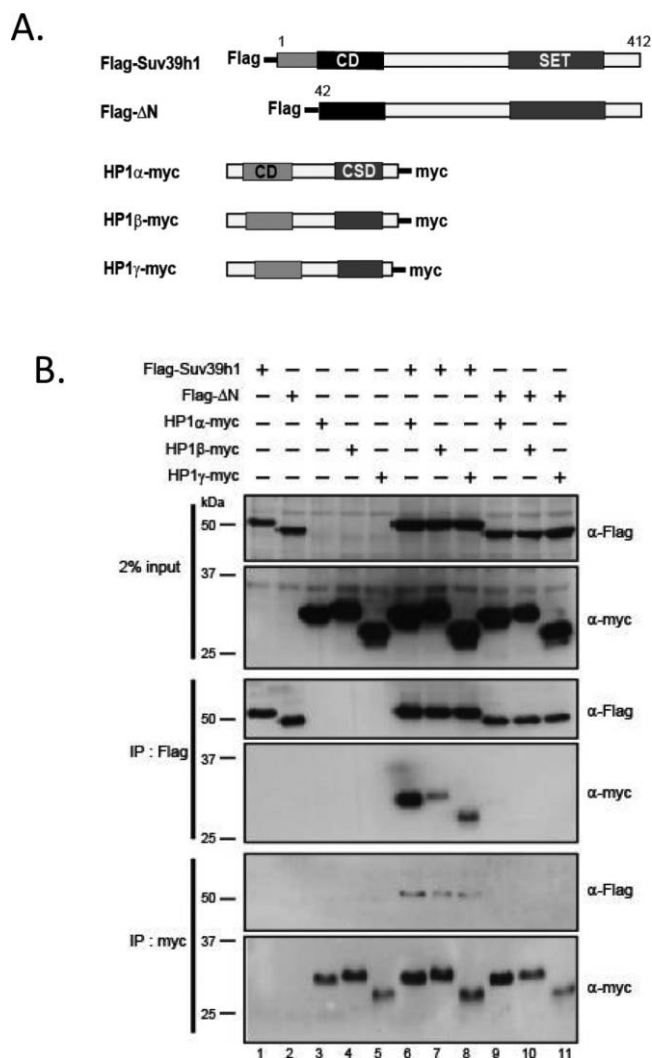 A.
1 412
Flag-Suv39h1 Flag CD SET
42
Flag-ΔN Flag
HP1α-myc CD CSD myc
HP1β-myc myc
HP1γ-myc myc
B.
Flag-Suv39h1 + – – – – + + + – – –
Flag-ΔN – + – – – – – – + + +
HP1α-myc – – + – – + – – + – –
HP1β-myc – – – + – – + – – + –
HP1γ-myc – – – – + – – + – – +
kDa
50 α-Flag
2% input
37
α-myc
25
50 α-Flag
IP : Flag
37
α-myc
25
α-Flag
50
IP : myc
37
α-myc
25
1 2 3 4 5 6 7 8 9 10 11